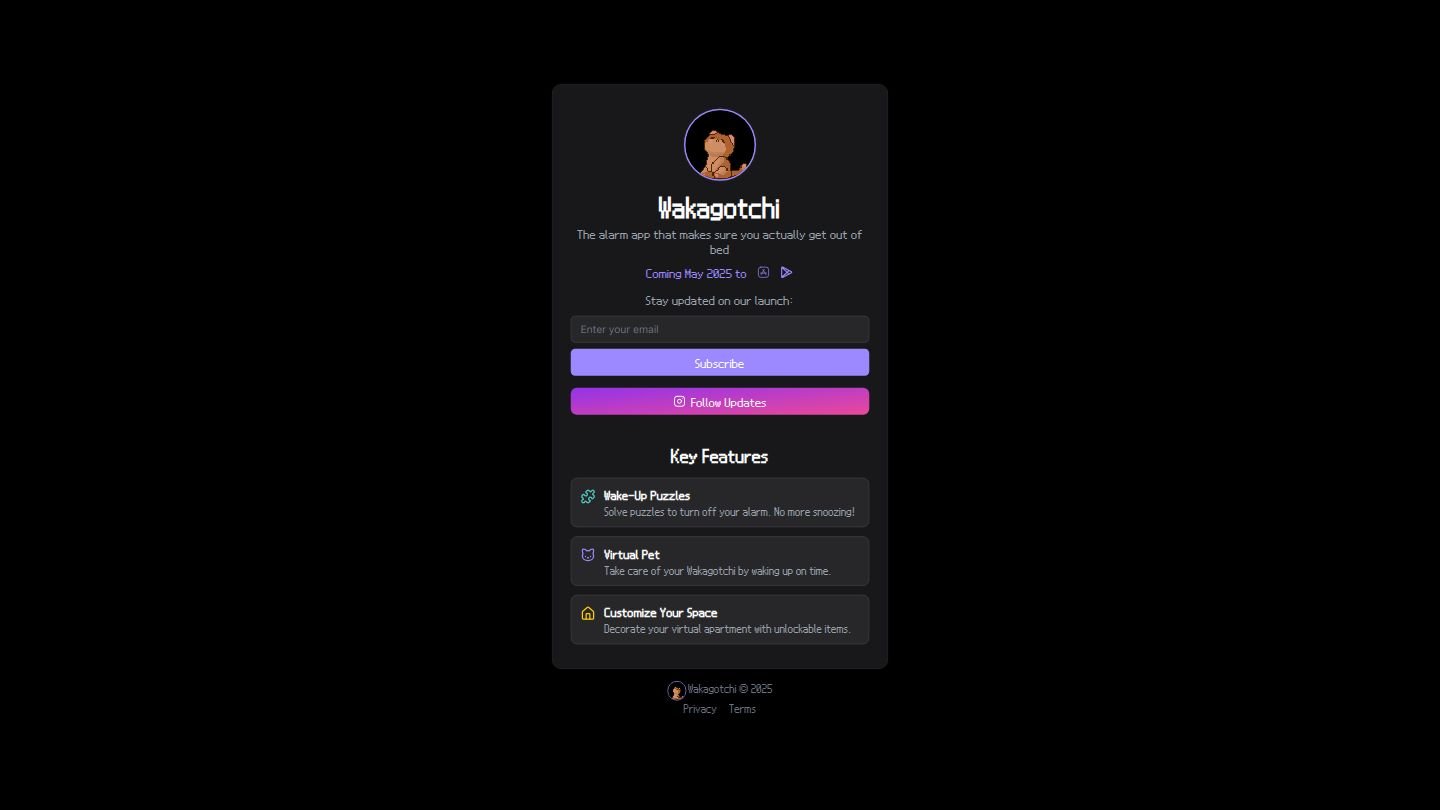 Wakagotchi
The alarm app that makes sure you actually get out of
bed
Coming May 2025 to
Stay updated on our launch:
Enter your email
Subscribe
Follow Updates
Key Features
Wake-Up Puzzles
Solve puzzles to turn off your alarm. No more snoozing!
Virtual Pet
Take care of your Wakagotchi by waking up on time.
Customize Your Space
Decorate your virtual apartment with unlockable items.
Wakagotchi © 2025
Privacy Terms